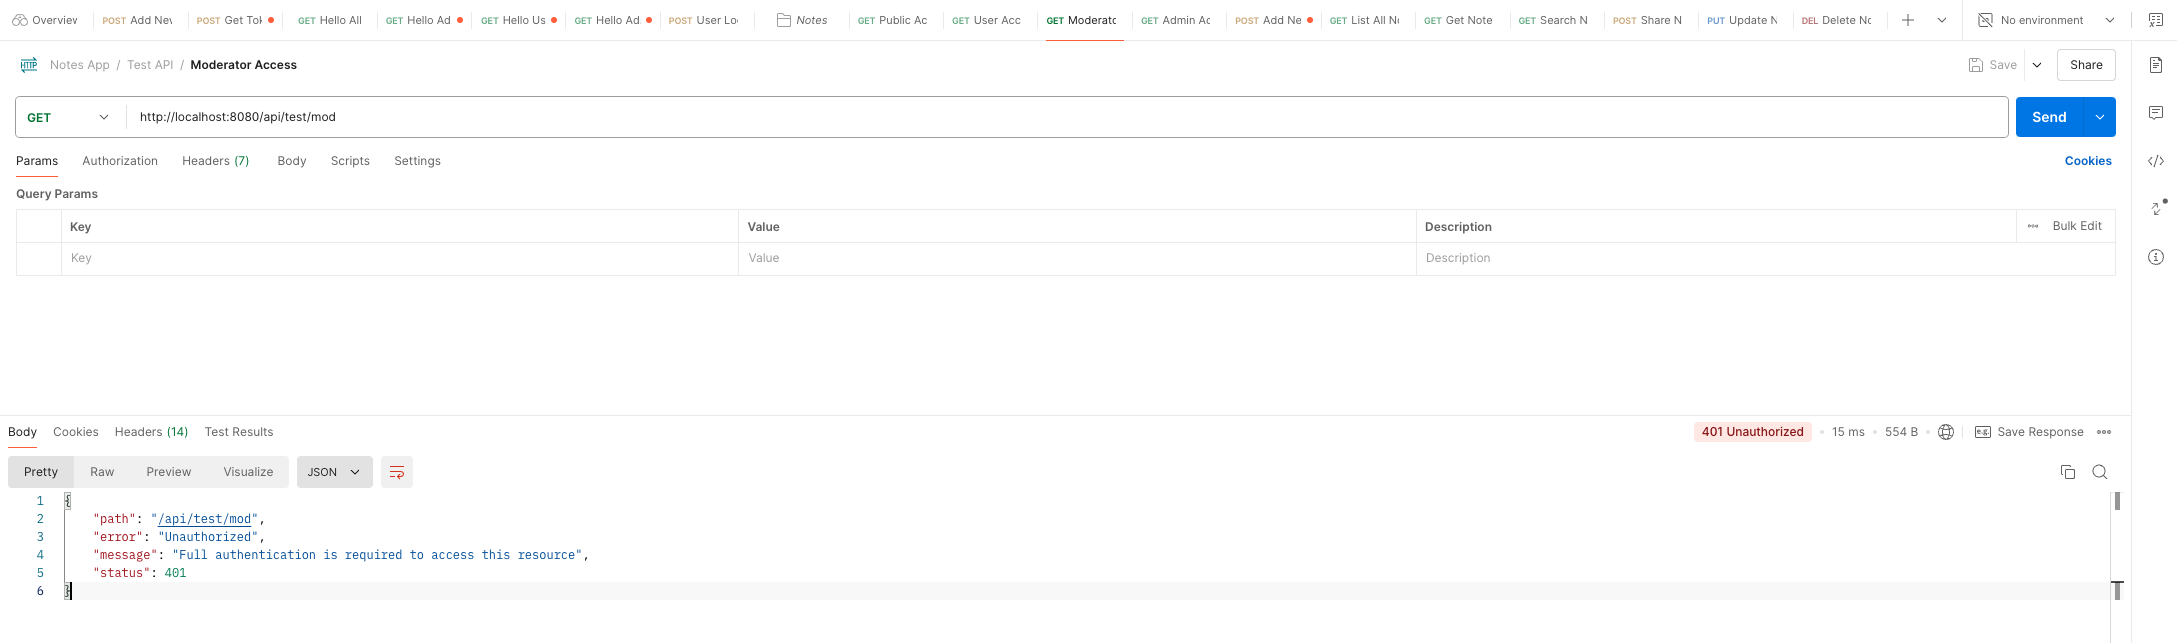 Overview POST Add Nev POST Get Tok GET Hello All GET Hello Ad GET Hello Us GET Hello Ad. POST User Lo Notes GET Public Ac GET User Acc GET Moderato GET Admin Ac POST Add Ne GET List All No GET Get Note GET Search N POST Share N PUT Update N DEL Delete No No environment
HTTP Notes App / Test API / Moderator Access Save Share
GET http://localhost:8080/api/test/mod Send
Params Authorization Headers (7) Body Scripts Settings Cookies
Query Params
Key Value Description Bulk Edit
Key Value Description
Body Cookies Headers (14) Test Results 401 Unauthorized 15 ms 554 B e.g. Save Response
Pretty Raw Preview Visualize JSON
1 {
2 "path": "/api/test/mod",
3 "error": "Unauthorized",
4 "message": "Full authentication is required to access this resource",
5 "status": 401
6 }